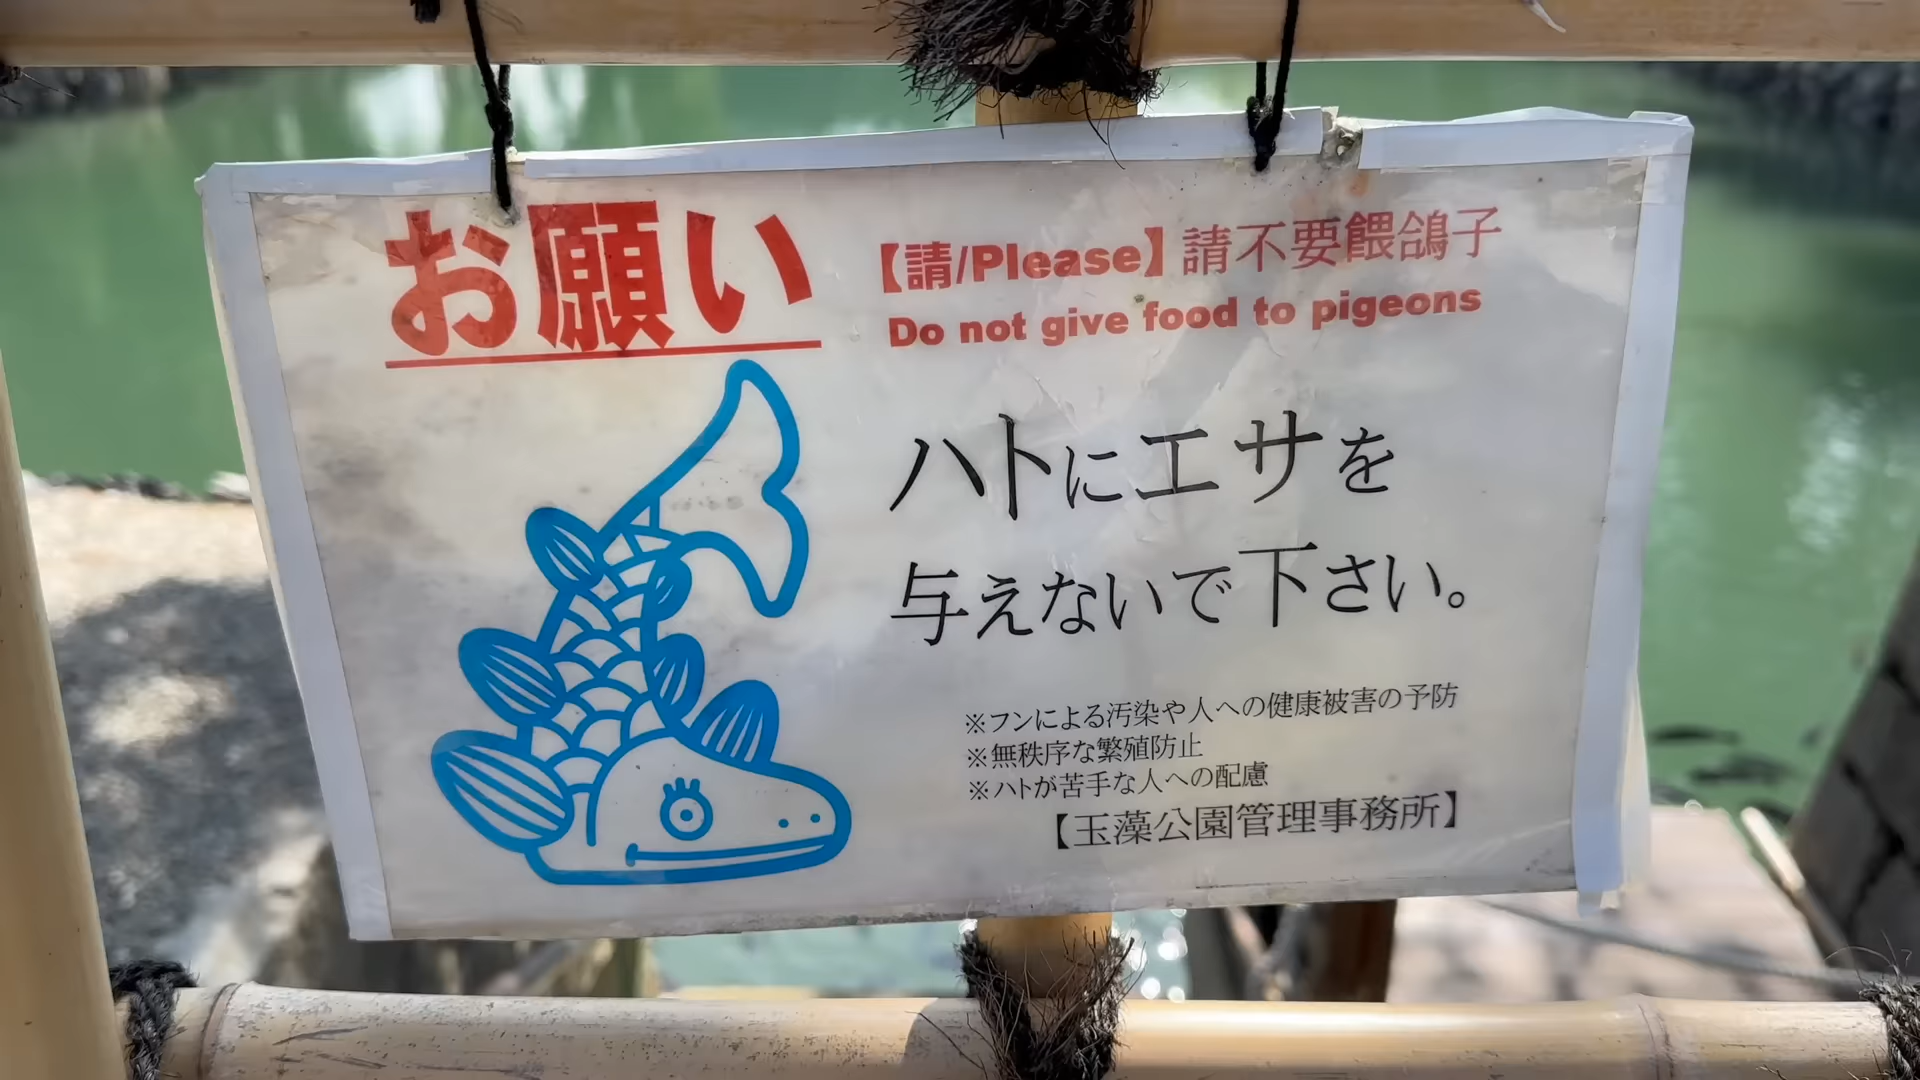 お願い
【請/Please】請不要餵鴿子
Do not give food to pigeons
ハトにエサを
与えないで下さい。
※フンによる汚染や人への健康被害の予防
※無秩序な繁殖防止
※ハトが苦手な人への配慮
【玉藻公園管理事務所】